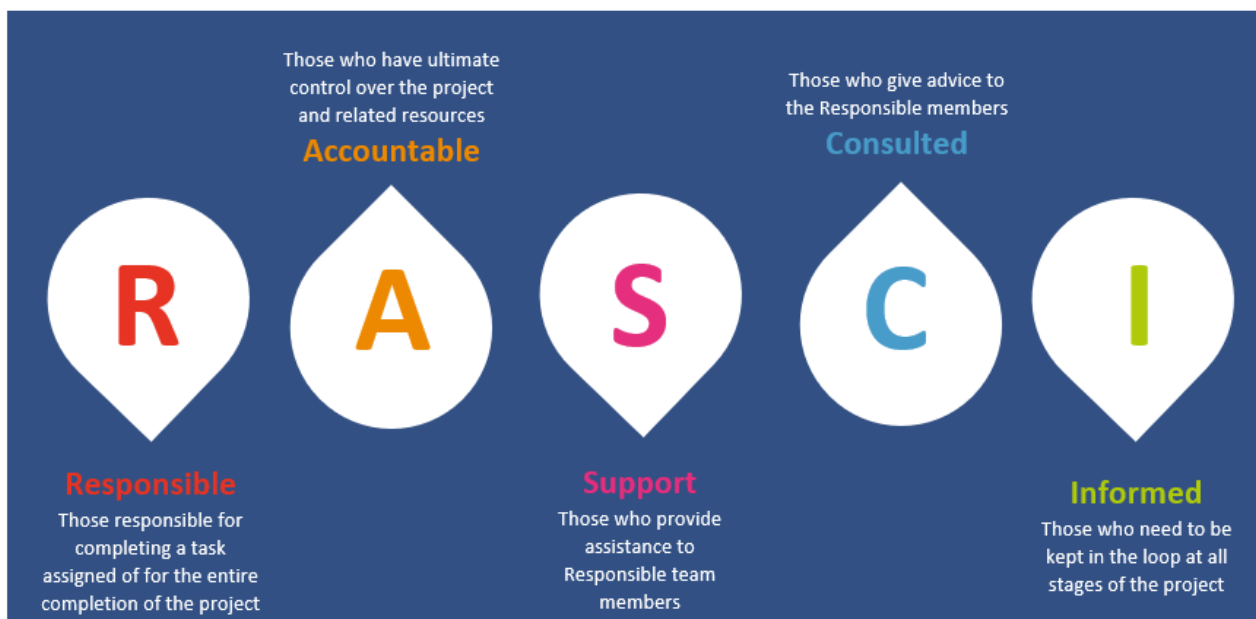 Those who have ultimate
control over the project
and related resources
Accountable
Those who give advice to
the Responsible members
Consulted
R
A
S
C
I
Responsible
Those responsible for
completing a task
assigned of for the entire
completion of the project
Support
Those who provide
assistance to
Responsible team
members
Informed
Those who need to be
kept in the loop at all
stages of the project